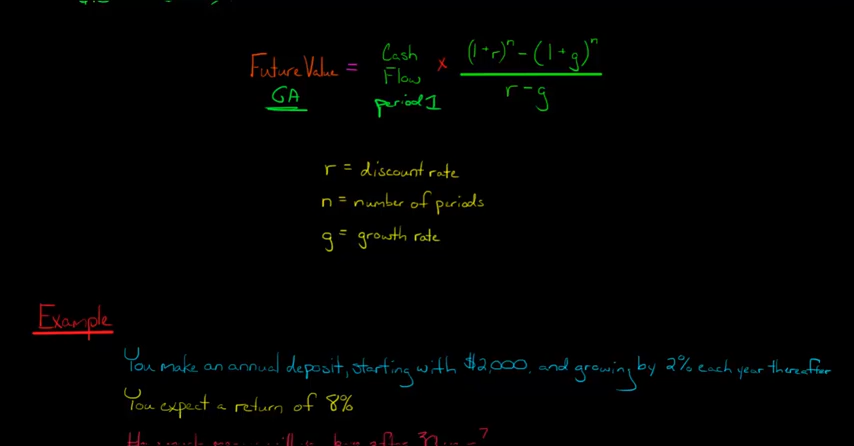 Future Value = Cash Flow period 1 × (1+r)^n − (1+g)^n / r − g
GA
r = discount rate
n = number of periods
g = growth rate
Example
You make an annual deposit, starting with $2,000, and growing by 2% each year thereafter
You expect a return of 8%